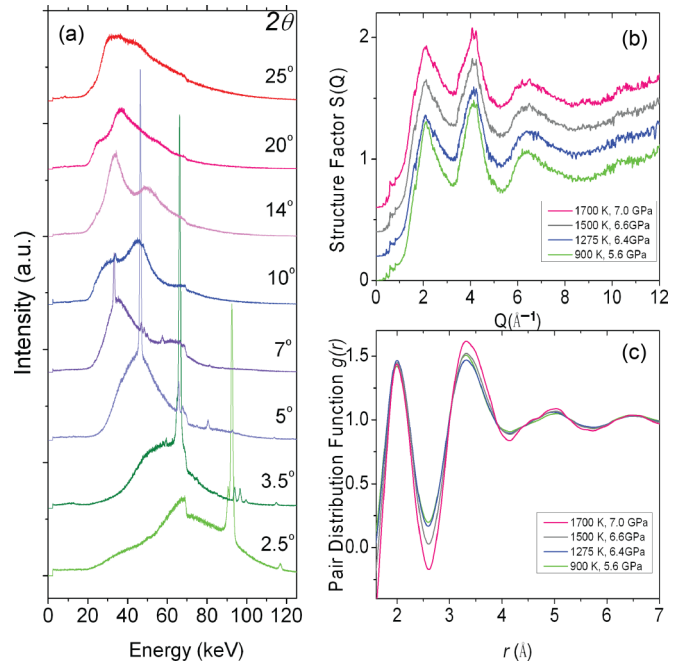 (a)
2θ
25°
20°
14°
10°
7°
5°
3.5°
2.5°
Intensity (a.u.)
0 20 40 60 80 100 120
Energy (keV)
(b)
Structure Factor S(Q)
2
1
0
1700 K, 7.0 GPa
1500 K, 6.6GPa
1275 K, 6.4GPa
900 K, 5.6 GPa
0 2 4 6 8 10 12
Q(Å⁻¹)
(c)
Pair Distribution Function g(r)
1.5
1.0
0.5
0.0
1700 K, 7.0 GPa
1500 K, 6.6GPa
1275 K, 6.4GPa
900 K, 5.6 GPa
2 3 4 5 6 7
r (Å)